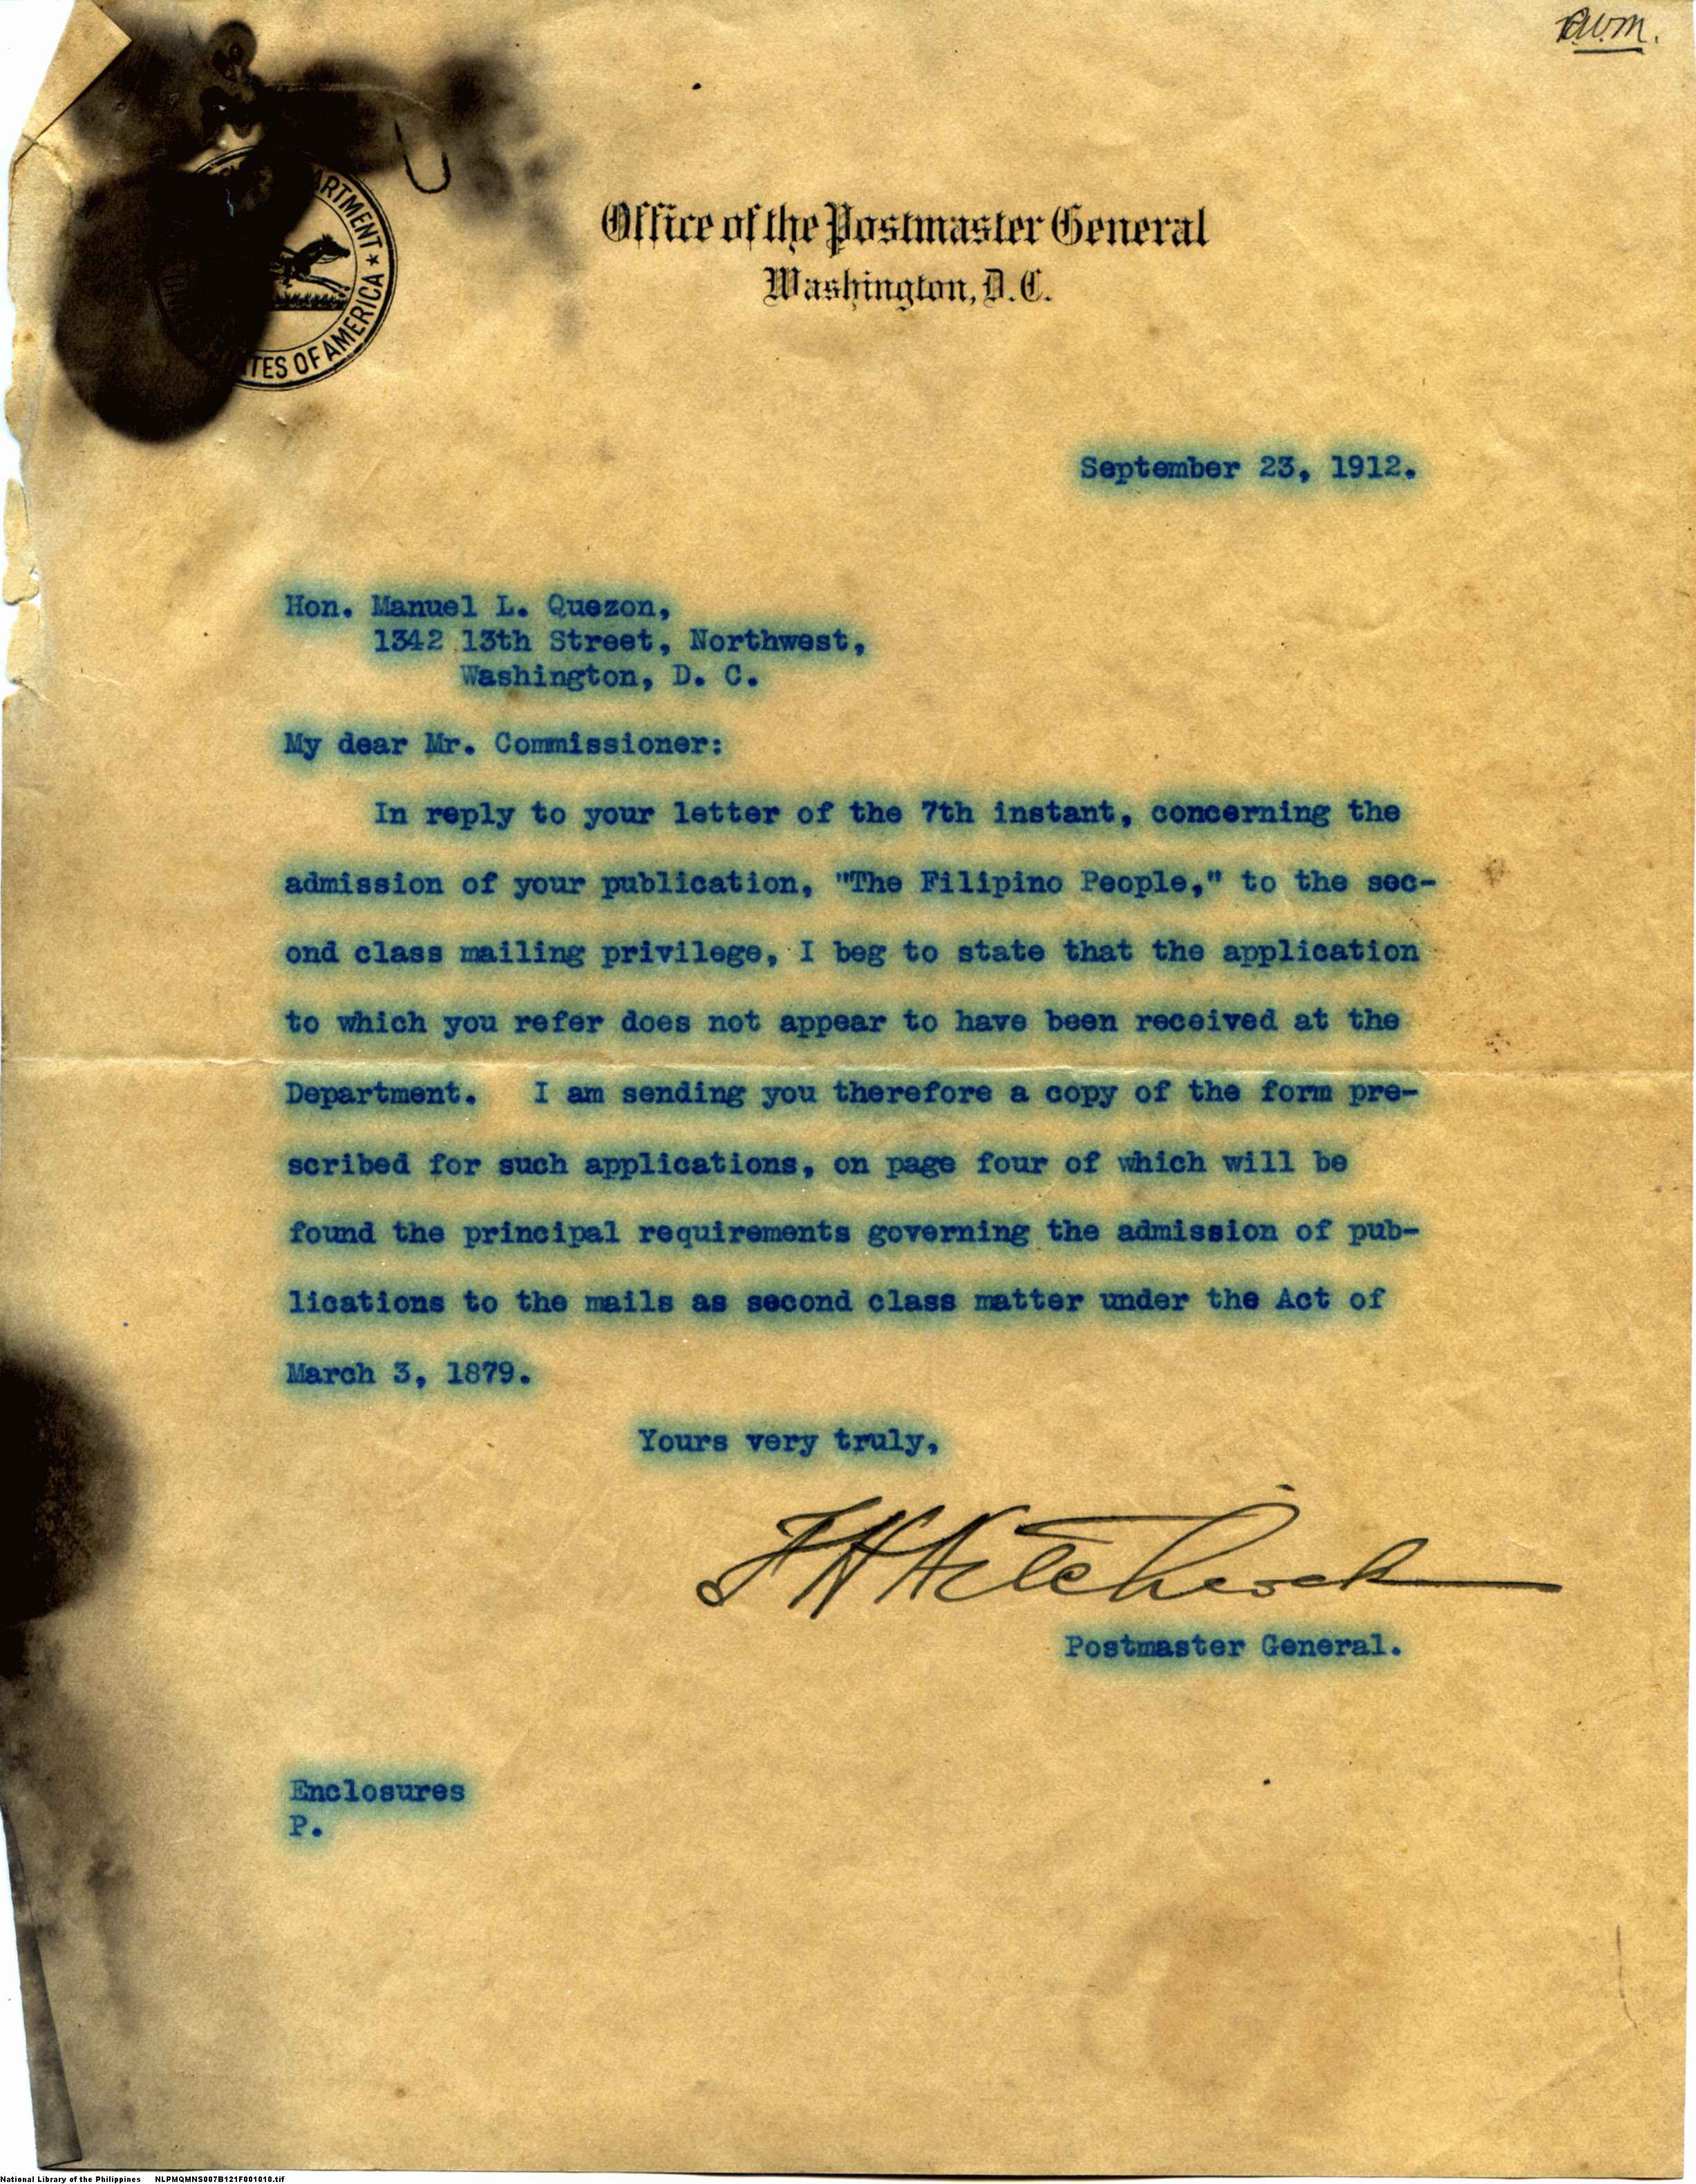 R.W.M.
ARTMENT ★
TES OF AMERICA
Office of the Postmaster General
Washington, D.C.
September 23, 1912.
Hon. Manuel L. Quezon,
1342 13th Street, Northwest,
Washington, D. C.
My dear Mr. Commissioner:
In reply to your letter of the 7th instant, concerning the
admission of your publication, "The Filipino People," to the sec-
ond class mailing privilege, I beg to state that the application
to which you refer does not appear to have been received at the
Department. I am sending you therefore a copy of the form pre-
scribed for such applications, on page four of which will be
found the principal requirements governing the admission of pub-
lications to the mails as second class matter under the Act of
March 3, 1879.
Yours very truly,
F H Hitchcock
Postmaster General.
Enclosures
P.
National Library of the Philippines NLPMQMNS007B121F001010.tif